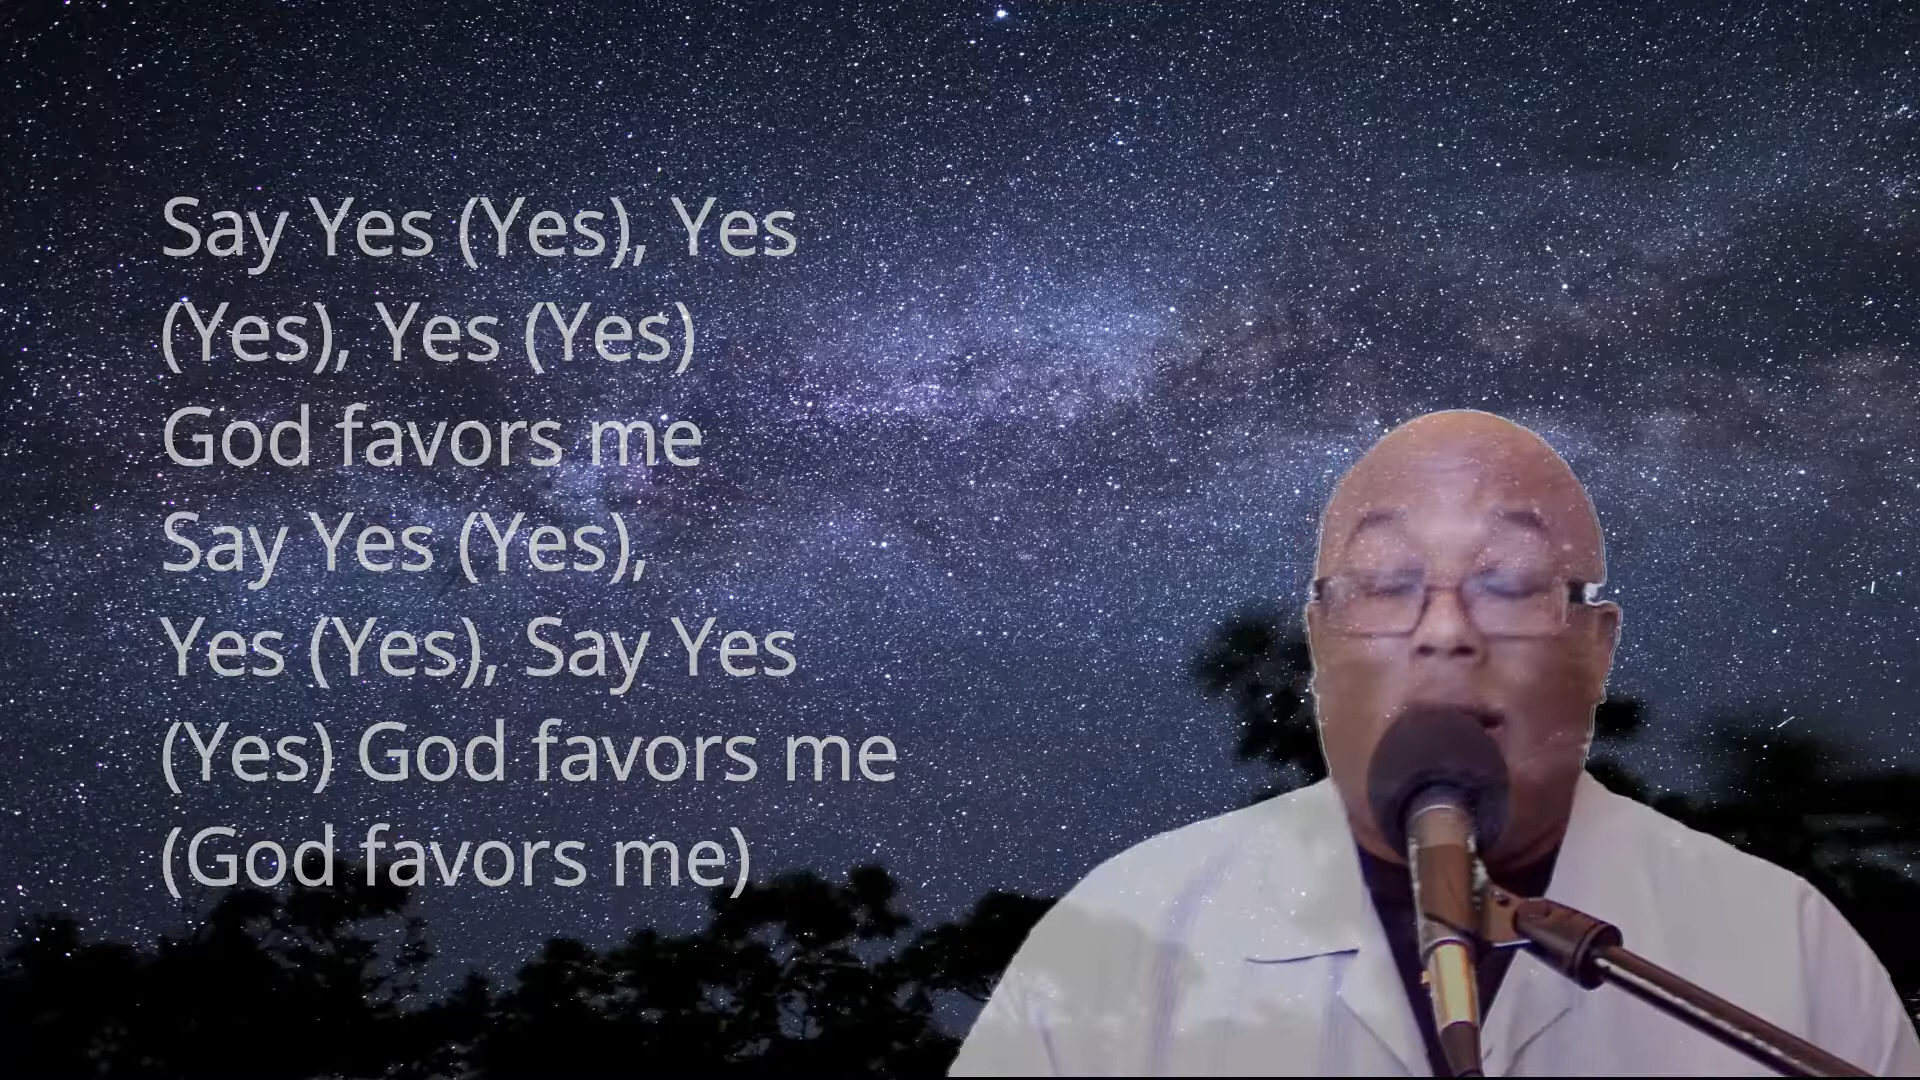 Say Yes (Yes), Yes
(Yes), Yes (Yes)
God favors me
Say Yes (Yes),
Yes (Yes), Say Yes
(Yes) God favors me
(God favors me)